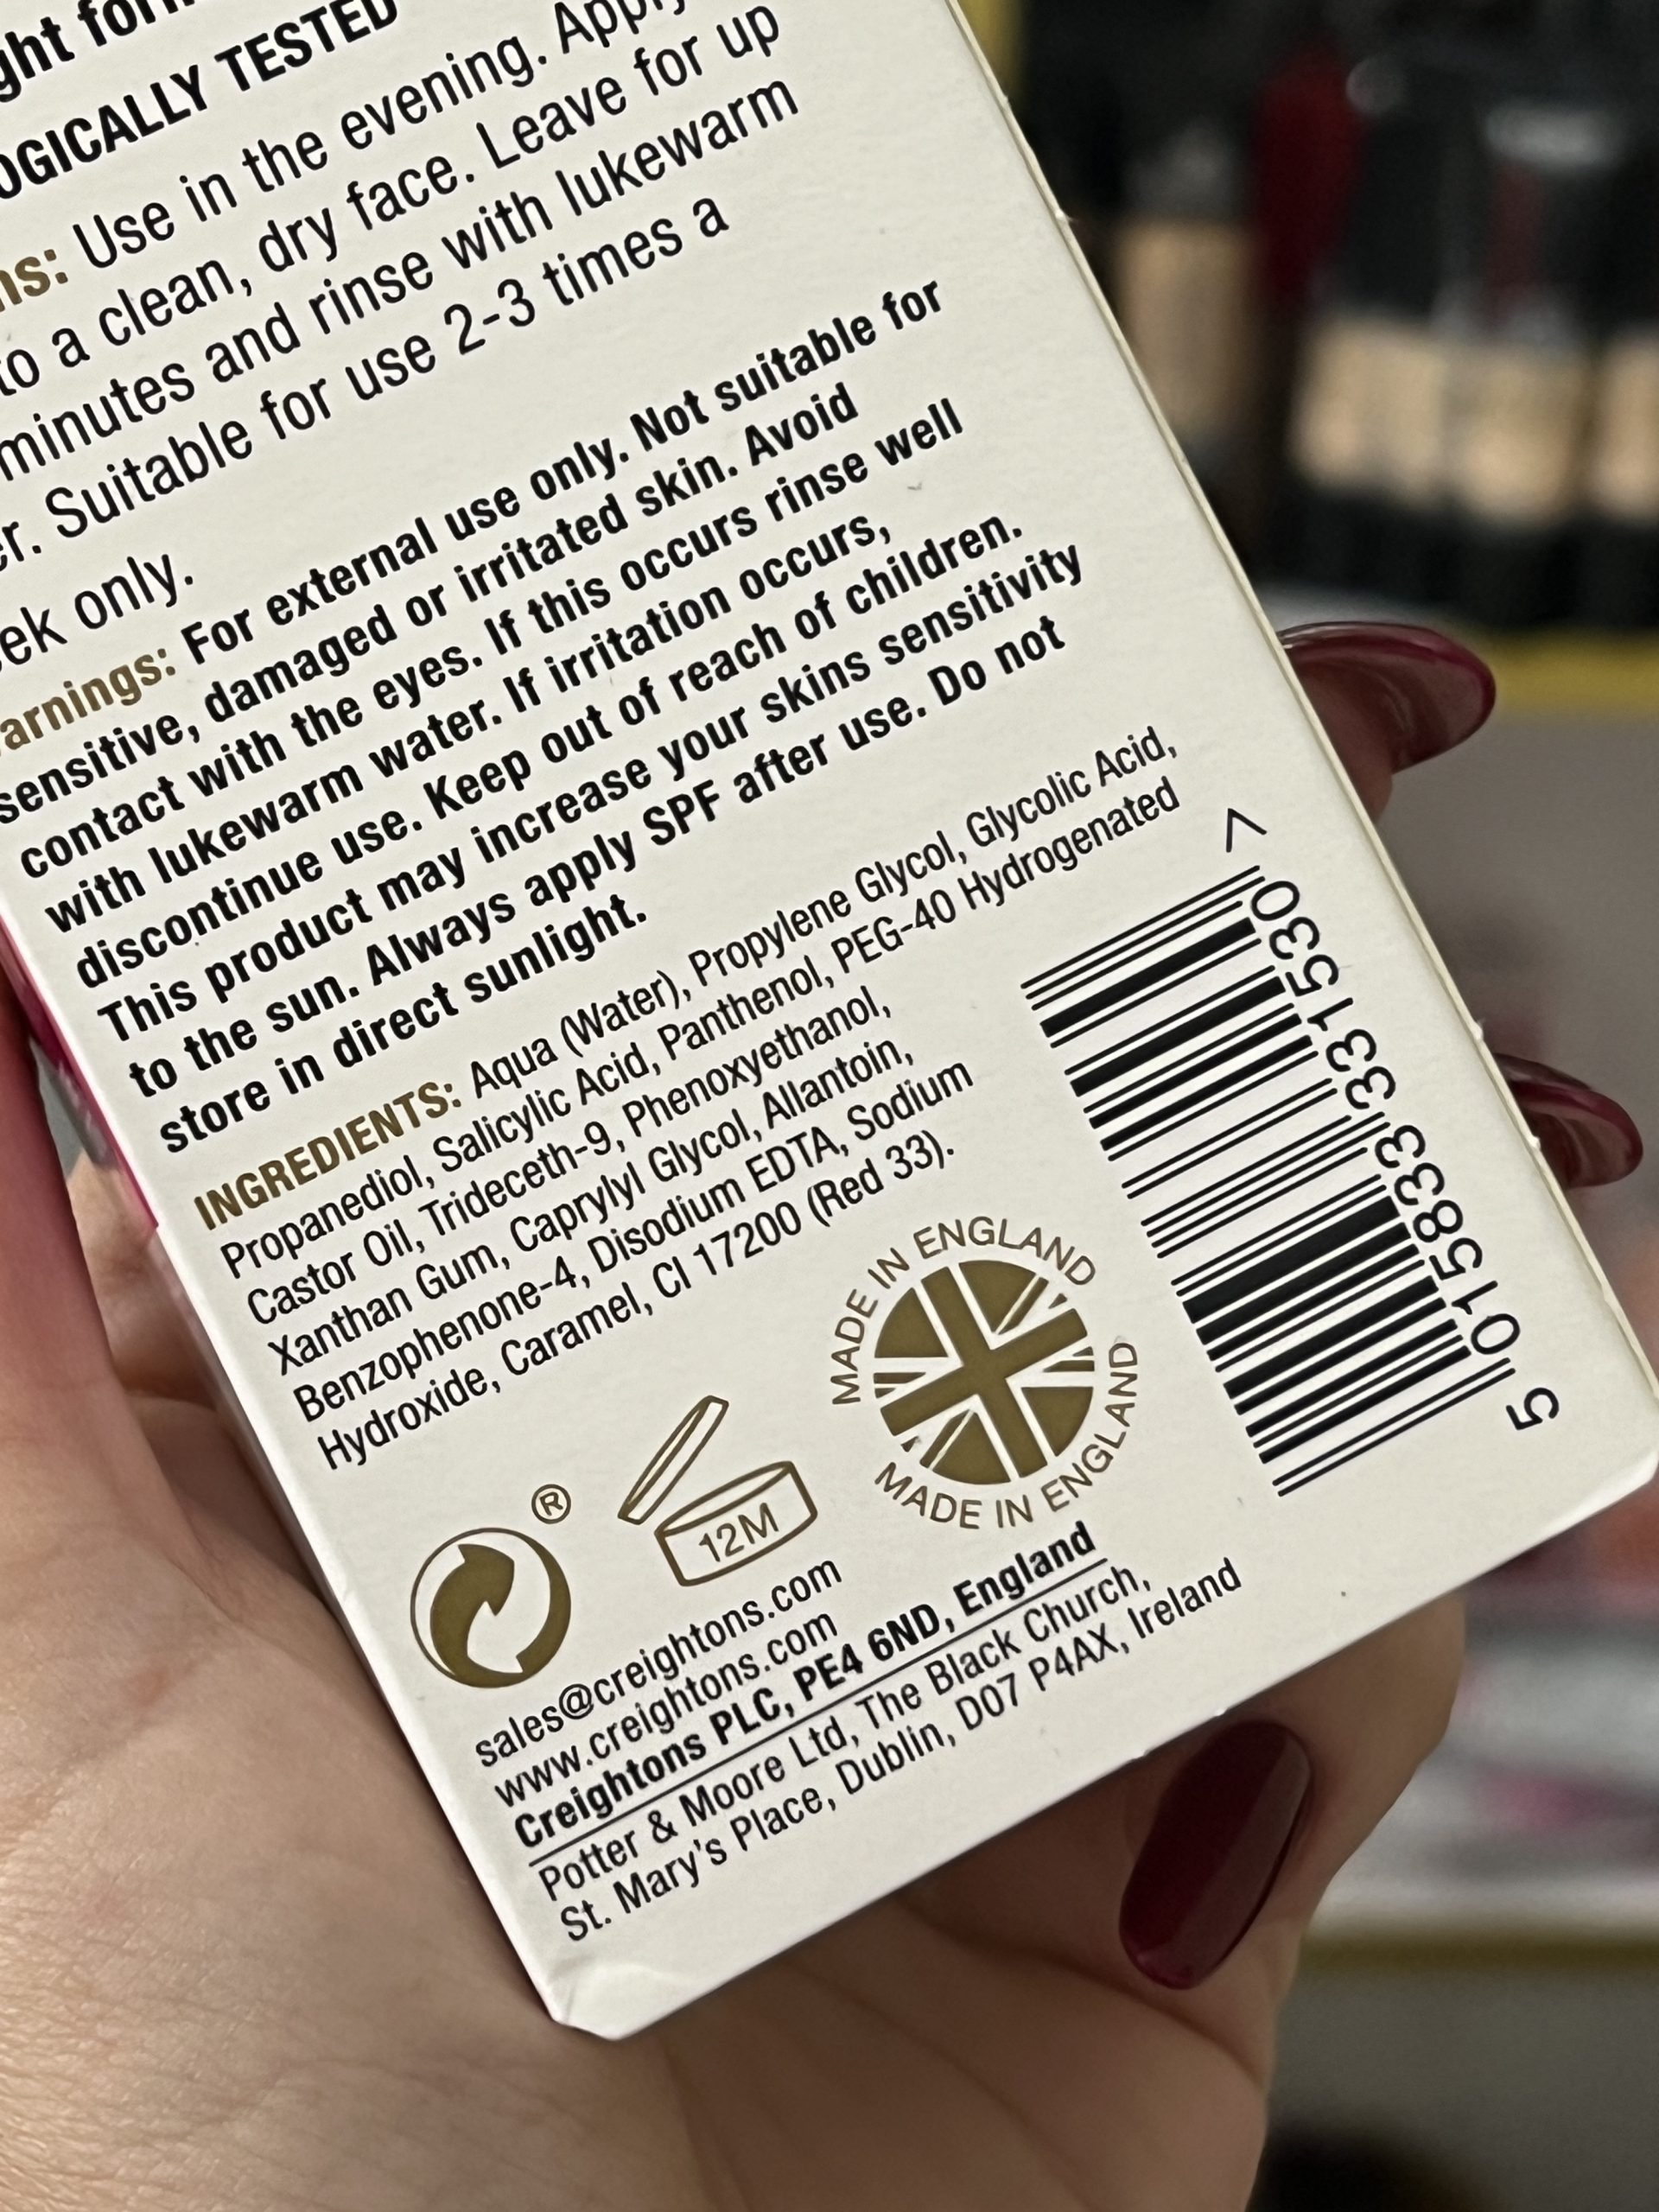 OGICALLY TESTED
Use in the evening.
to a clean, dry face. Leave for up
minutes and rinse with lukewarm
Suitable for use 2-3 times a
only.
For external use only. Not suitable for
sensitive, damaged or irritated skin. Avoid
contact with the eyes. If this occurs rinse well
with lukewarm water. If irritation occurs,
discontinue use. Keep out of reach of children.
This product may increase your skins sensitivity
to the sun. Always apply SPF after use. Do not
store in direct sunlight.
INGREDIENTS: Aqua (Water), Propylene Glycol, Glycolic Acid,
Propanediol, Salicylic Acid, Panthenol, PEG-40 Hydrogenated
Castor Oil, Trideceth-9, Phenoxyethanol,
Xanthan Gum, Caprylyl Glycol, Allantoin,
Benzophenone-4, Disodium EDTA, Sodium
Hydroxide, Caramel, CI 17200 (Red 33).
®
12M
MADE IN ENGLAND
MADE IN ENGLAND
5 015833 331530 >
sales@creightons.com
www.creightons.com
Creightons PLC, PE4 6ND, England
Potter & Moore Ltd, The Black Church,
St. Mary's Place, Dublin, D07 P4AX, Ireland